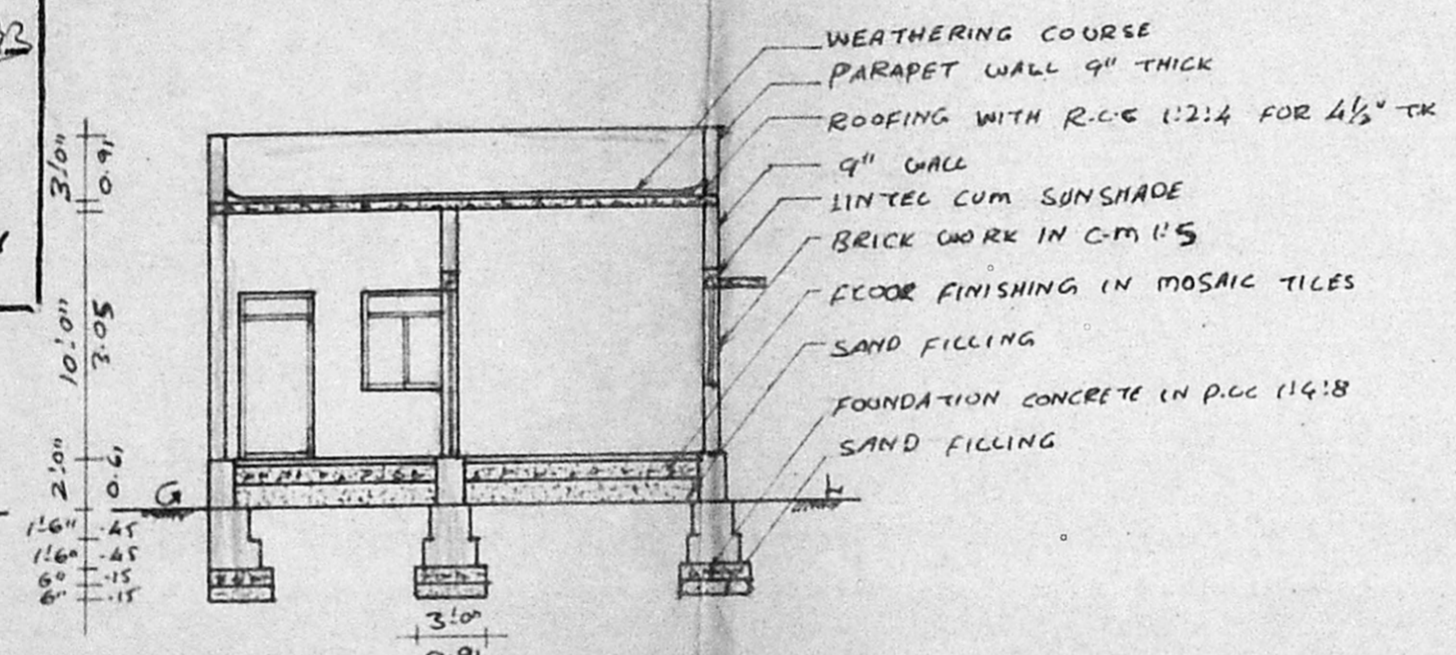 WEATHERING COURSE
PARAPET WALL 9" THICK
ROOFING WITH R.C.C 1:2:4 FOR 4½" TK
9" WALL
LINTEL CUM SUNSHADE
BRICK WORK IN C.M 1:5
FLOOR FINISHING IN MOSAIC TILES
SAND FILLING
FOUNDATION CONCRETE IN P.CC 1:4:8
SAND FILLING
3'.0"
0.91
10'.0"
3.05
2'.0"
0.61
G
L
1'.6" .45
1'.6" .45
6" .15
6" .15
3'.0"
0.91